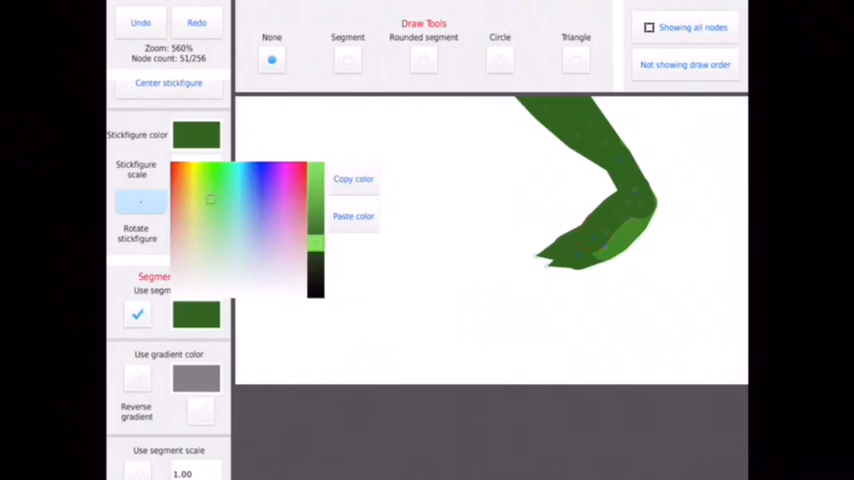 Undo
Redo
Zoom: 560%
Node count: 51/256
Center stickfigure
Draw Tools
None
Segment
Rounded segment
Circle
Triangle
Showing all nodes
Not showing draw order
Stickfigure color
Stickfigure
scale
Rotate
stickfigure
Copy color
Paste color
Segmen
Use segm
Use gradient color
Reverse
gradient
Use segment scale
1.00